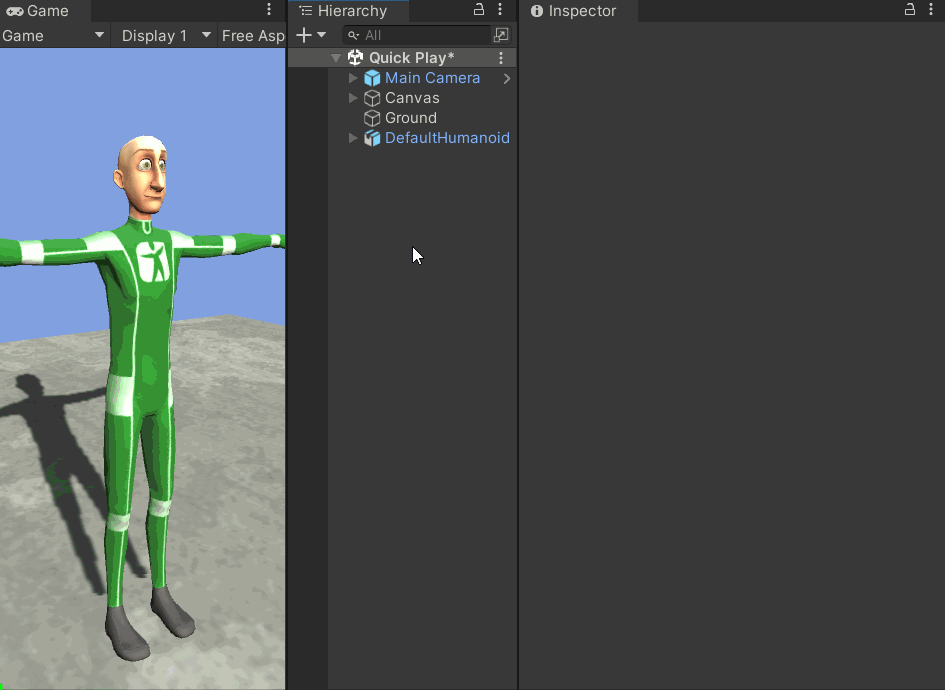 Game
Hierarchy
Inspector
Game
Display 1
Free Asp
All
Quick Play*
Main Camera
Canvas
Ground
DefaultHumanoid